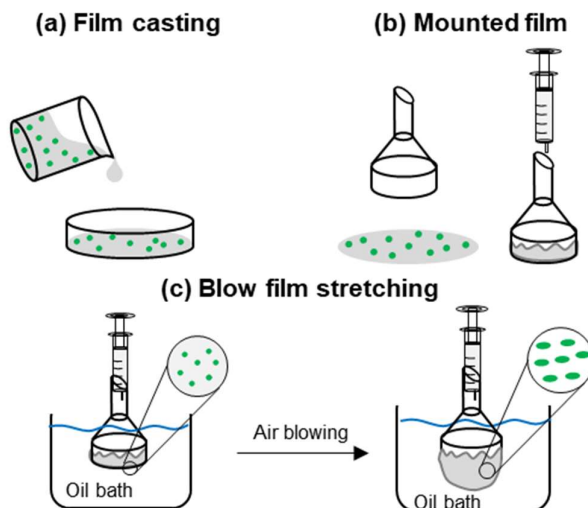 (a) Film casting
(b) Mounted film
(c) Blow film stretching
Air blowing
Oil bath
Oil bath